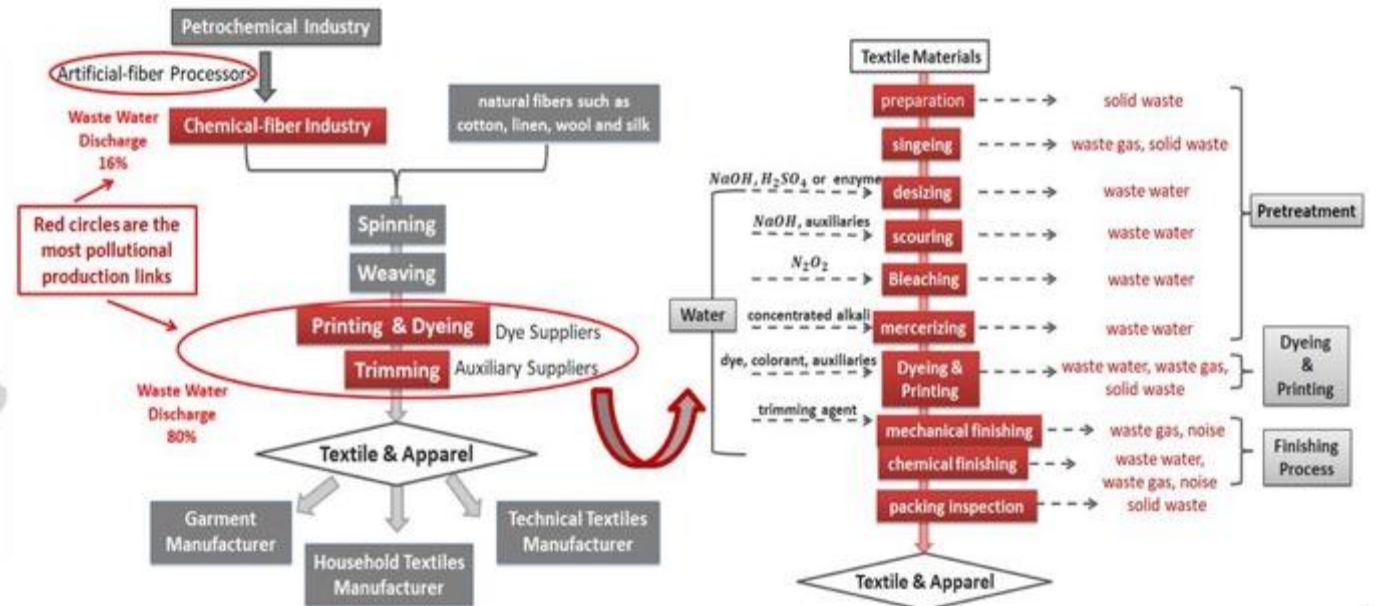 Petrochemical Industry
Artificial-fiber Processors
Waste Water
Discharge
16%
Chemical-fiber Industry
natural fibers such as
cotton, linen, wool and silk
Red circles are the
most pollutional
production links
Spinning
Weaving
Printing & Dyeing
Dye Suppliers
Trimming
Auxiliary Suppliers
Waste Water
Discharge
80%
Textile & Apparel
Garment
Manufacturer
Household Textiles
Manufacturer
Technical Textiles
Manufacturer
Textile Materials
preparation
solid waste
singeing
waste gas, solid waste
NaOH, H₂SO₄ or enzyme
desizing
waste water
NaOH, auxiliaries
scouring
waste water
N₂O₂
Bleaching
waste water
Water
concentrated alkali
mercerizing
waste water
Pretreatment
dye, colorant, auxiliaries
Dyeing &
Printing
waste water, waste gas,
solid waste
Dyeing
&
Printing
trimming agent
mechanical finishing
waste gas, noise
chemical finishing
waste water,
waste gas, noise
Finishing
Process
packing inspection
solid waste
Textile & Apparel